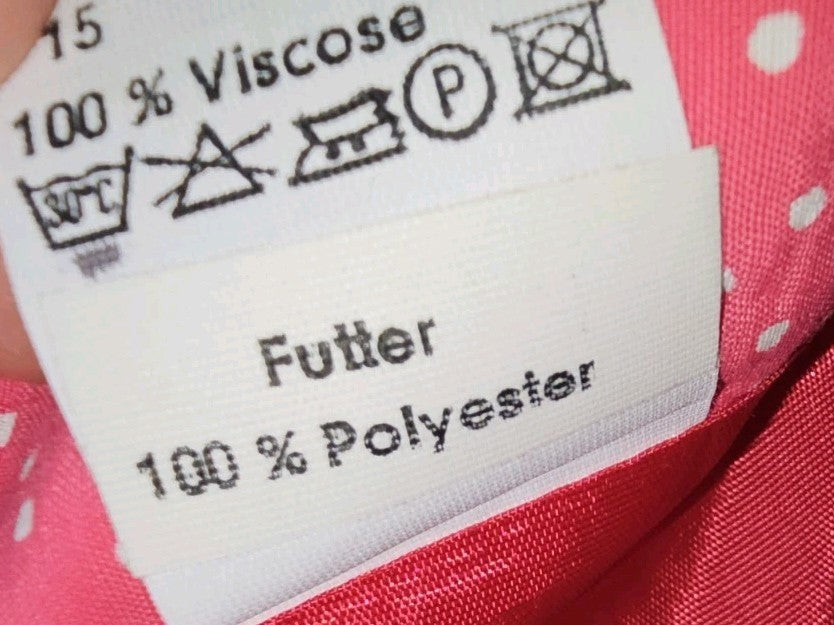 15
100 % Viscose
30°C P
Futter
100 % Polyester